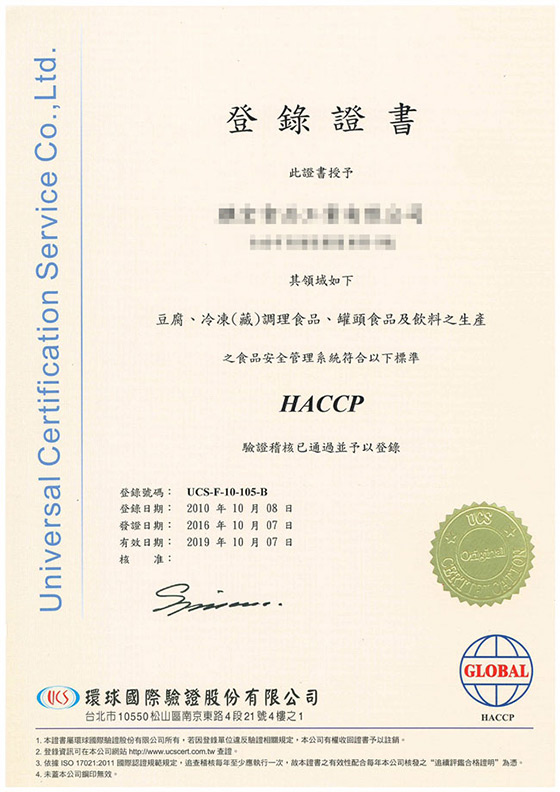 Universal Certification Service Co.,Ltd.
登錄證書
此證書授予
其領域如下
豆腐、冷凍(藏)調理食品、罐頭食品及飲料之生產
之食品安全管理系統符合以下標準
HACCP
驗證稽核已通過並予以登錄
登錄號碼： UCS-F-10-105-B
登錄日期： 2010 年 10 月 08 日
發證日期： 2016 年 10 月 07 日
有效日期： 2019 年 10 月 07 日
核 准：
UCS
Original
CERTIFICATION
GLOBAL
HACCP
UCS 環球國際驗證股份有限公司
台北市10550松山區南京東路4段21號4樓之1
1. 本證書屬環球國際驗證股份有限公司所有，若因登錄單位違反驗證相關規定，本公司有權收回證書予以註銷。
2. 登錄資訊可在本公司網站 http://www.ucscert.com.tw 查證。
3. 依據 ISO 17021:2011 國際認證規範規定，追查稽核每年至少應執行一次，故本證書之有效性配合每年本公司核發之“追續評鑑合格證明”為憑。
4. 未蓋本公司鋼印無效。